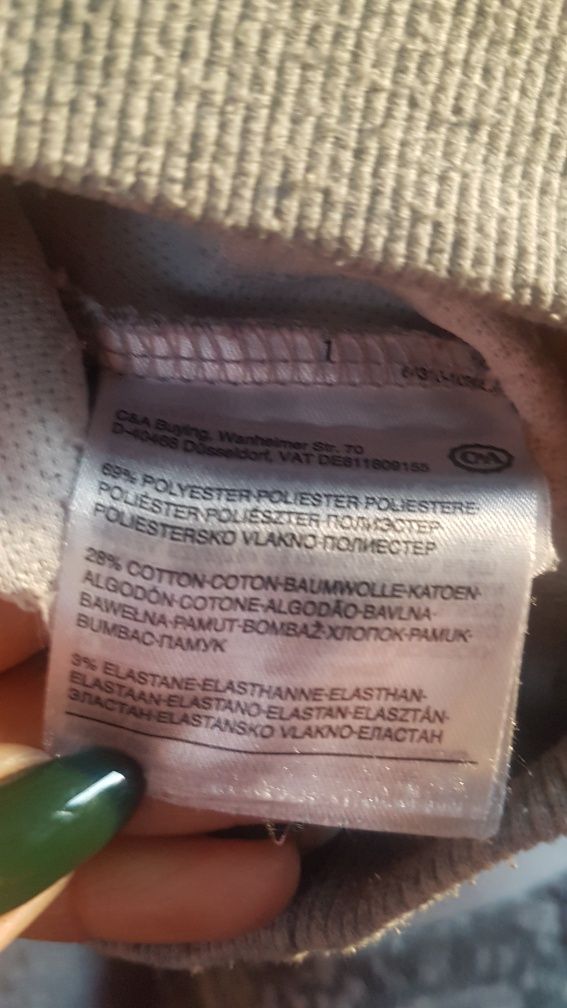 1
C&A Buying, Wanheimer Str. 70
D-40468 Düsseldorf, VAT DE811809155
C&A
69% POLYESTER·POLIESTER·POLIESTERE·
POLIÉSTER·POLIÉSZTER·ПОЛИЭСТЕР·
POLIESTERSKO VLAKNO·ПОЛИЕСТЕР
28% COTTON·COTON·BAUMWOLLE·KATOEN·
ALGODÓN·COTONE·ALGODÃO·BAVLNA·
BAWEŁNA·PAMUT·BOMBAŽ·ХЛОПОК·PAMUK·
BUMBAC·ПАМУК
3% ELASTANE·ELASTHANNE·ELASTHAN·
ELASTAAN·ELASTANO·ELASTAN·ELASZTÁN·
ЭЛАСТАН·ELASTANSKO VLAKNO·ЕЛАСТАН